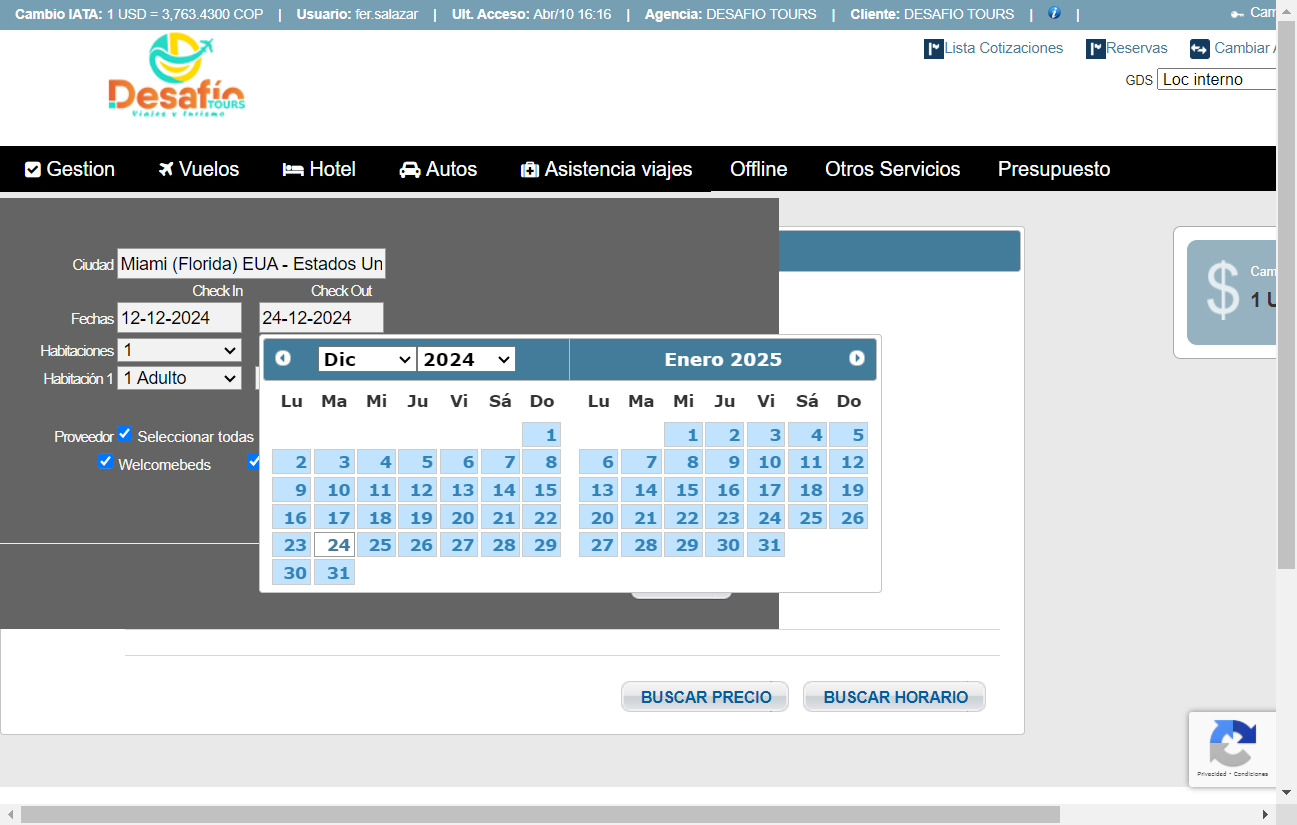 Cambio IATA: 1 USD = 3,763.4300 COP | Usuario: fer.salazar | Ult. Acceso: Abr/10 16:16 | Agencia: DESAFIO TOURS | Cliente: DESAFIO TOURS | i | Cam
Desafío
TOURS
Viajes y Turismo
Lista Cotizaciones Reservas Cambiar A
GDS Loc interno
Gestion Vuelos Hotel Autos Asistencia viajes Offline Otros Servicios Presupuesto
Ciudad Miami (Florida) EUA - Estados Un
Check In Check Out
Fechas 12-12-2024 24-12-2024
Habitaciones 1
Habitación 1 1 Adulto
Proveedor Seleccionar todas
Welcomebeds
Dic 2024 Enero 2025
Lu Ma Mi Ju Vi Sá Do Lu Ma Mi Ju Vi Sá Do
1 1 2 3 4 5
2 3 4 5 6 7 8 6 7 8 9 10 11 12
9 10 11 12 13 14 15 13 14 15 16 17 18 19
16 17 18 19 20 21 22 20 21 22 23 24 25 26
23 24 25 26 27 28 29 27 28 29 30 31
30 31
$ Cam
1 U
BUSCAR PRECIO BUSCAR HORARIO
Privacidad - Condiciones